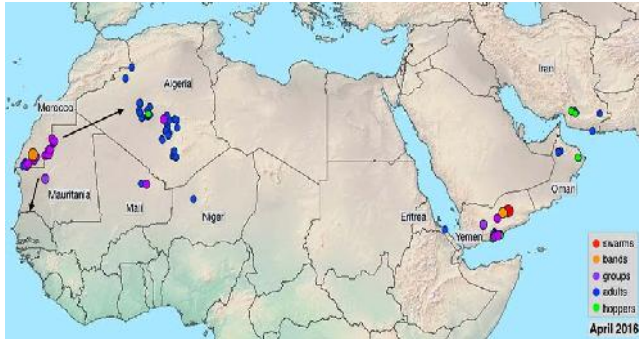 Iran
Algeria
Morocco
Mauritania
Mali
Niger
Eritrea
Oman
Yemen
swarms
bands
groups
adults
hoppers
April 2016